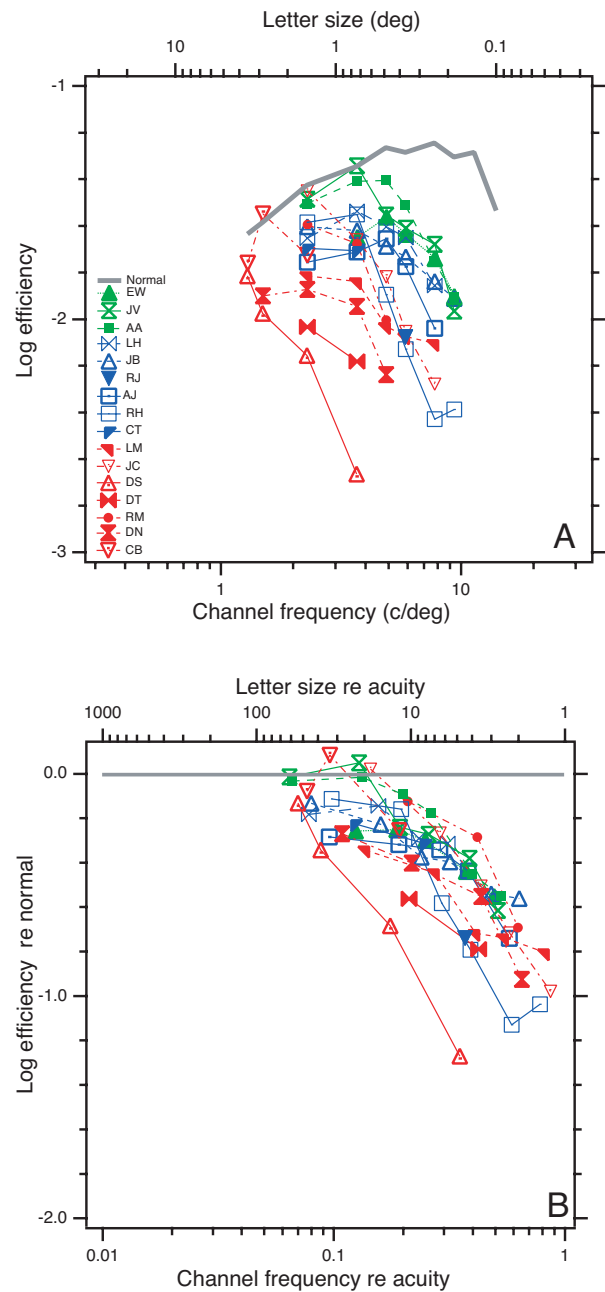 Letter size (deg)
10 1 0.1
-1
-2
-3
Log efficiency
Normal
EW
JV
AA
LH
JB
RJ
AJ
RH
CT
LM
JC
DS
DT
RM
DN
CB
A
1 10
Channel frequency (c/deg)
Letter size re acuity
1000 100 10 1
0.0
-1.0
-2.0
Log efficiency re normal
B
0.01 0.1 1
Channel frequency re acuity